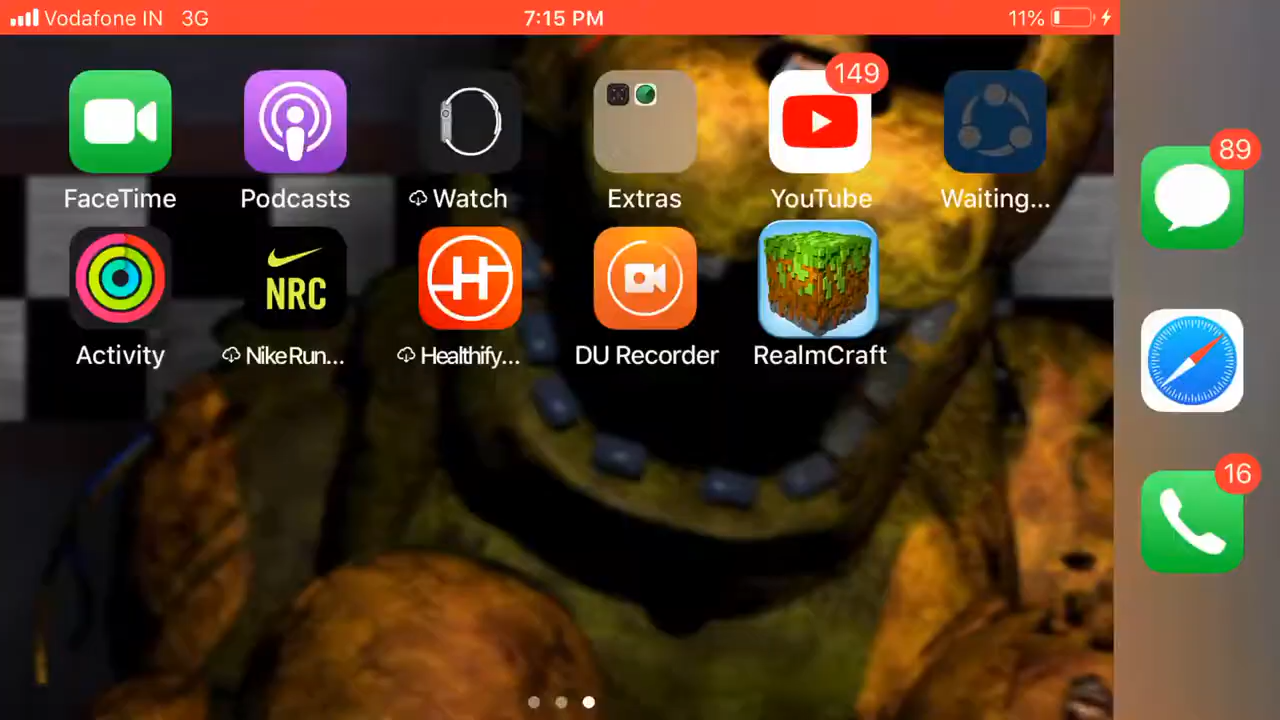 Vodafone IN 3G 7:15 PM 11%
149
89
FaceTime Podcasts Watch Extras YouTube Waiting...
NRC
Activity NikeRun... Healthify... DU Recorder RealmCraft
16